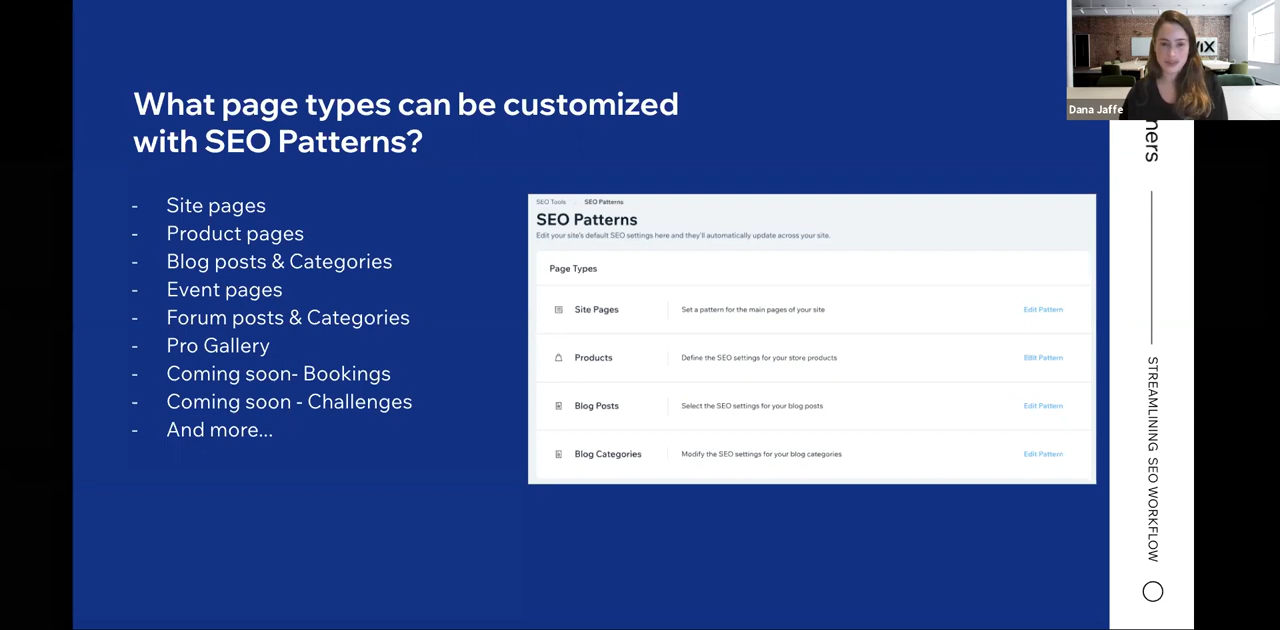 What page types can be customized
with SEO Patterns?
- Site pages
- Product pages
- Blog posts & Categories
- Event pages
- Forum posts & Categories
- Pro Gallery
- Coming soon- Bookings
- Coming soon - Challenges
- And more...
SEO Tools SEO Patterns
SEO Patterns
Edit your site's default SEO settings here and they'll automatically update across your site.
Page Types
Site Pages Set a pattern for the main pages of your site Edit Pattern
Products Define the SEO settings for your store products Edit Pattern
Blog Posts Select the SEO settings for your blog posts Edit Pattern
Blog Categories Modify the SEO settings for your blog categories Edit Pattern
Dana Jaffe
STREAMLINING SEO WORKFLOW